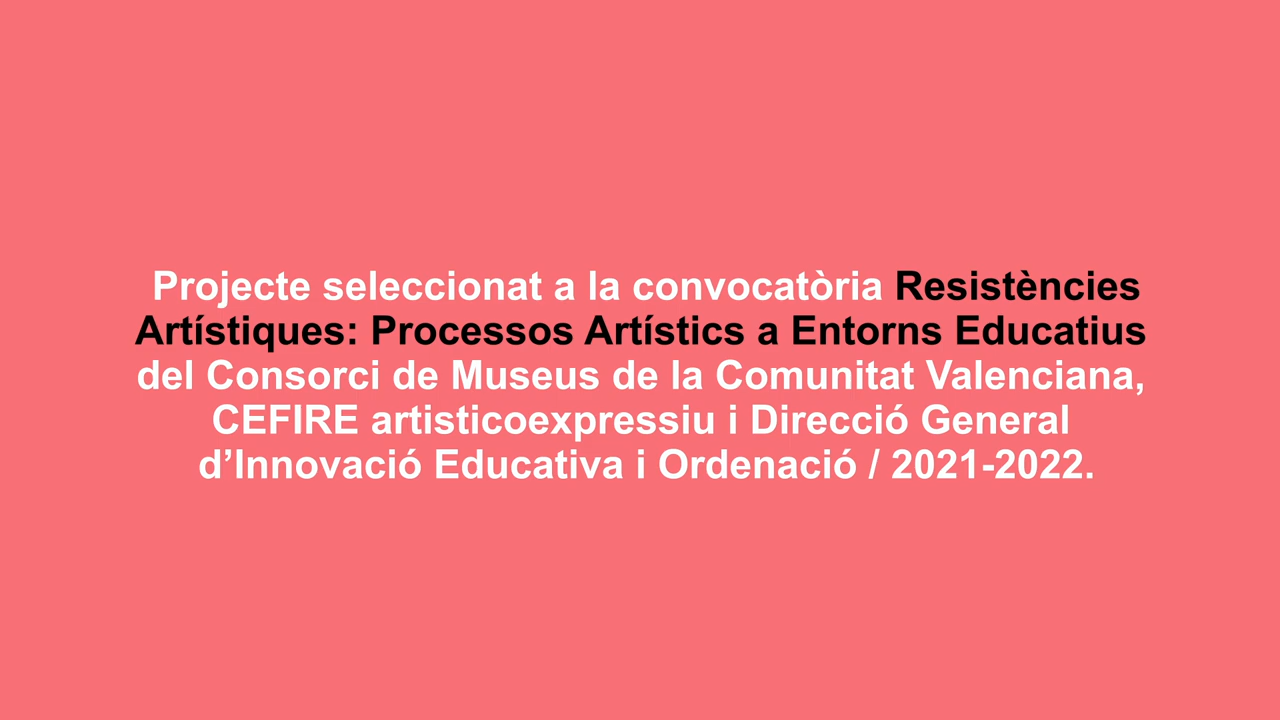 Projecte seleccionat a la convocatòria Resistències
Artístiques: Processos Artístics a Entorns Educatius
del Consorci de Museus de la Comunitat Valenciana,
CEFIRE artisticoexpressiu i Direcció General
d’Innovació Educativa i Ordenació / 2021-2022.